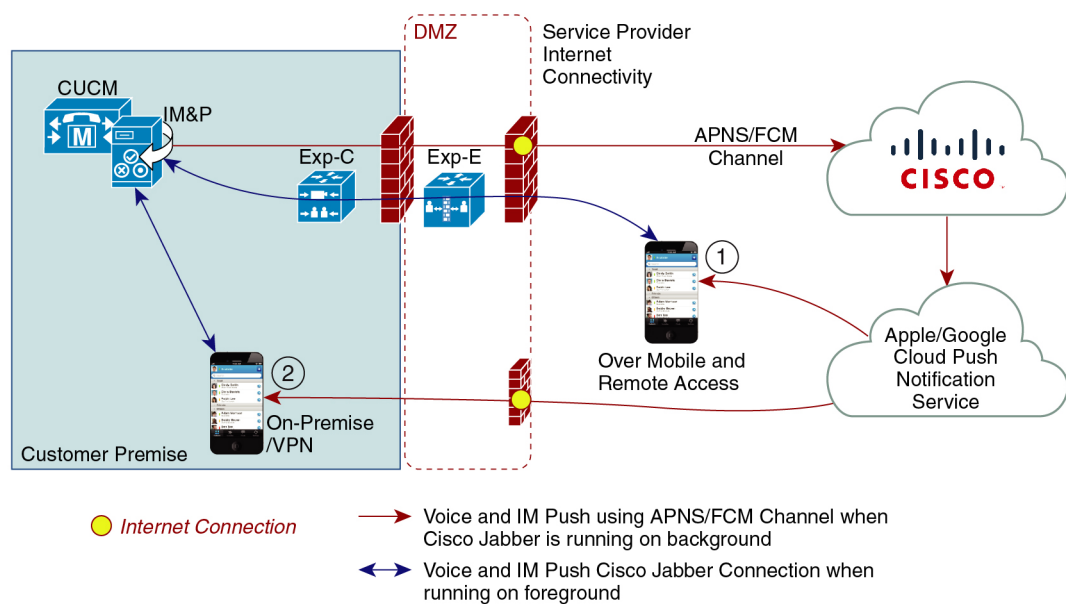 DMZ
Service Provider
Internet
Connectivity
CUCM
IM&P
M
Exp-C
Exp-E
APNS/FCM
Channel
CISCO
1
Over Mobile and
Remote Access
Apple/Google
Cloud Push
Notification
Service
2
On-Premise
/VPN
Customer Premise
Internet Connection
Voice and IM Push using APNS/FCM Channel when
Cisco Jabber is running on background
Voice and IM Push Cisco Jabber Connection when
running on foreground